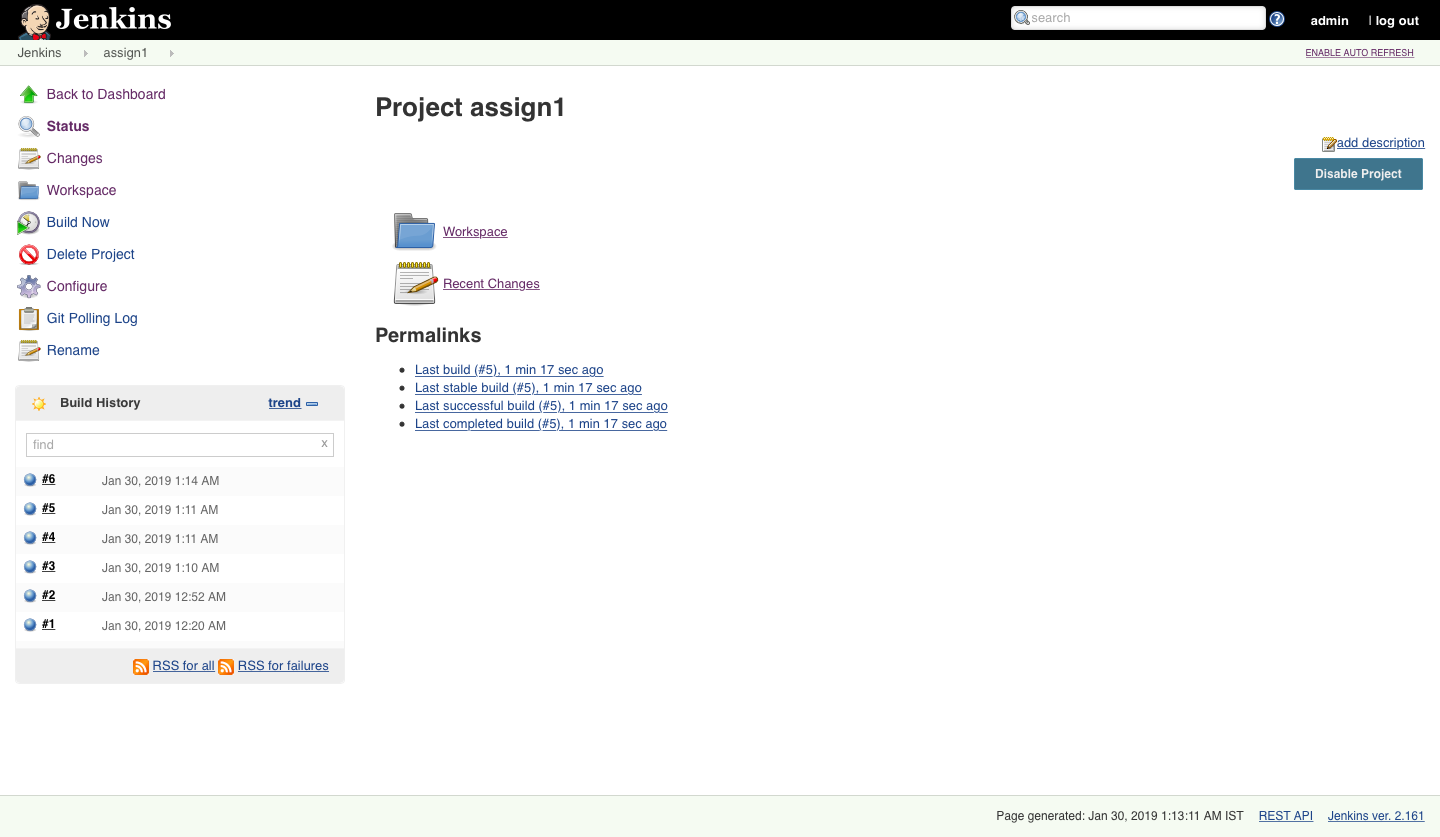 Jenkins
search
admin | log out
Jenkins assign1
ENABLE AUTO REFRESH
Back to Dashboard
Status
Changes
Workspace
Build Now
Delete Project
Configure
Git Polling Log
Rename
Build History trend
find x
#6 Jan 30, 2019 1:14 AM
#5 Jan 30, 2019 1:11 AM
#4 Jan 30, 2019 1:11 AM
#3 Jan 30, 2019 1:10 AM
#2 Jan 30, 2019 12:52 AM
#1 Jan 30, 2019 12:20 AM
RSS for all RSS for failures
Project assign1
add description
Disable Project
Workspace
Recent Changes
Permalinks
Last build (#5), 1 min 17 sec ago
Last stable build (#5), 1 min 17 sec ago
Last successful build (#5), 1 min 17 sec ago
Last completed build (#5), 1 min 17 sec ago
Page generated: Jan 30, 2019 1:13:11 AM IST REST API Jenkins ver. 2.161